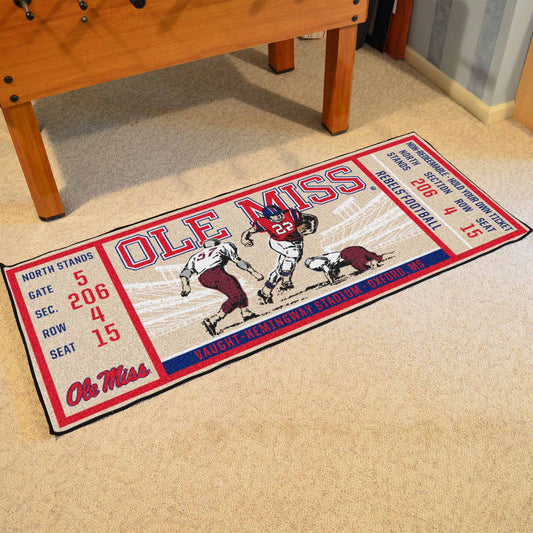 NORTH STANDS
GATE 5
SEC. 206
ROW 4
SEAT 15
Ole Miss
OLE MISS®
22
VAUGHT-HEMINGWAY STADIUM - OXFORD, MS
REBELS® FOOTBALL
NORTH STANDS
SECTION 206
ROW 4
SEAT 15
NON-REDEEMABLE - HOLD YOUR OWN TICKET